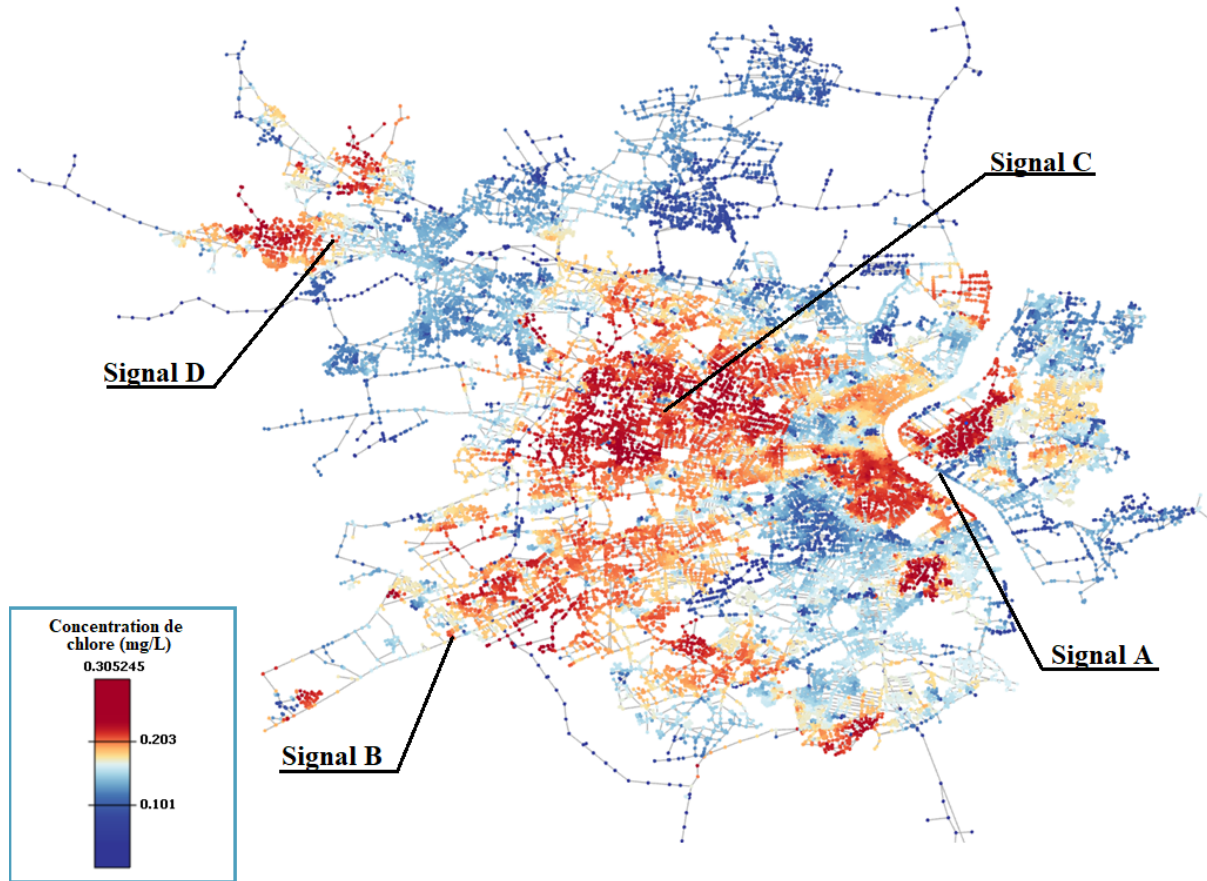 Signal C
Signal D
Concentration de
chlore (mg/L)
0.305245
0.203
0.101
Signal B
Signal A